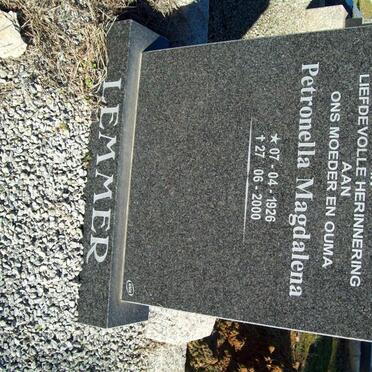 LIEFDEVOLLE HERINNERING
AAN
ONS MOEDER EN OUMA
Petronella Magdalena
★ 07 - 04 - 1926
✝ 27 - 06 - 2000
LEMMER